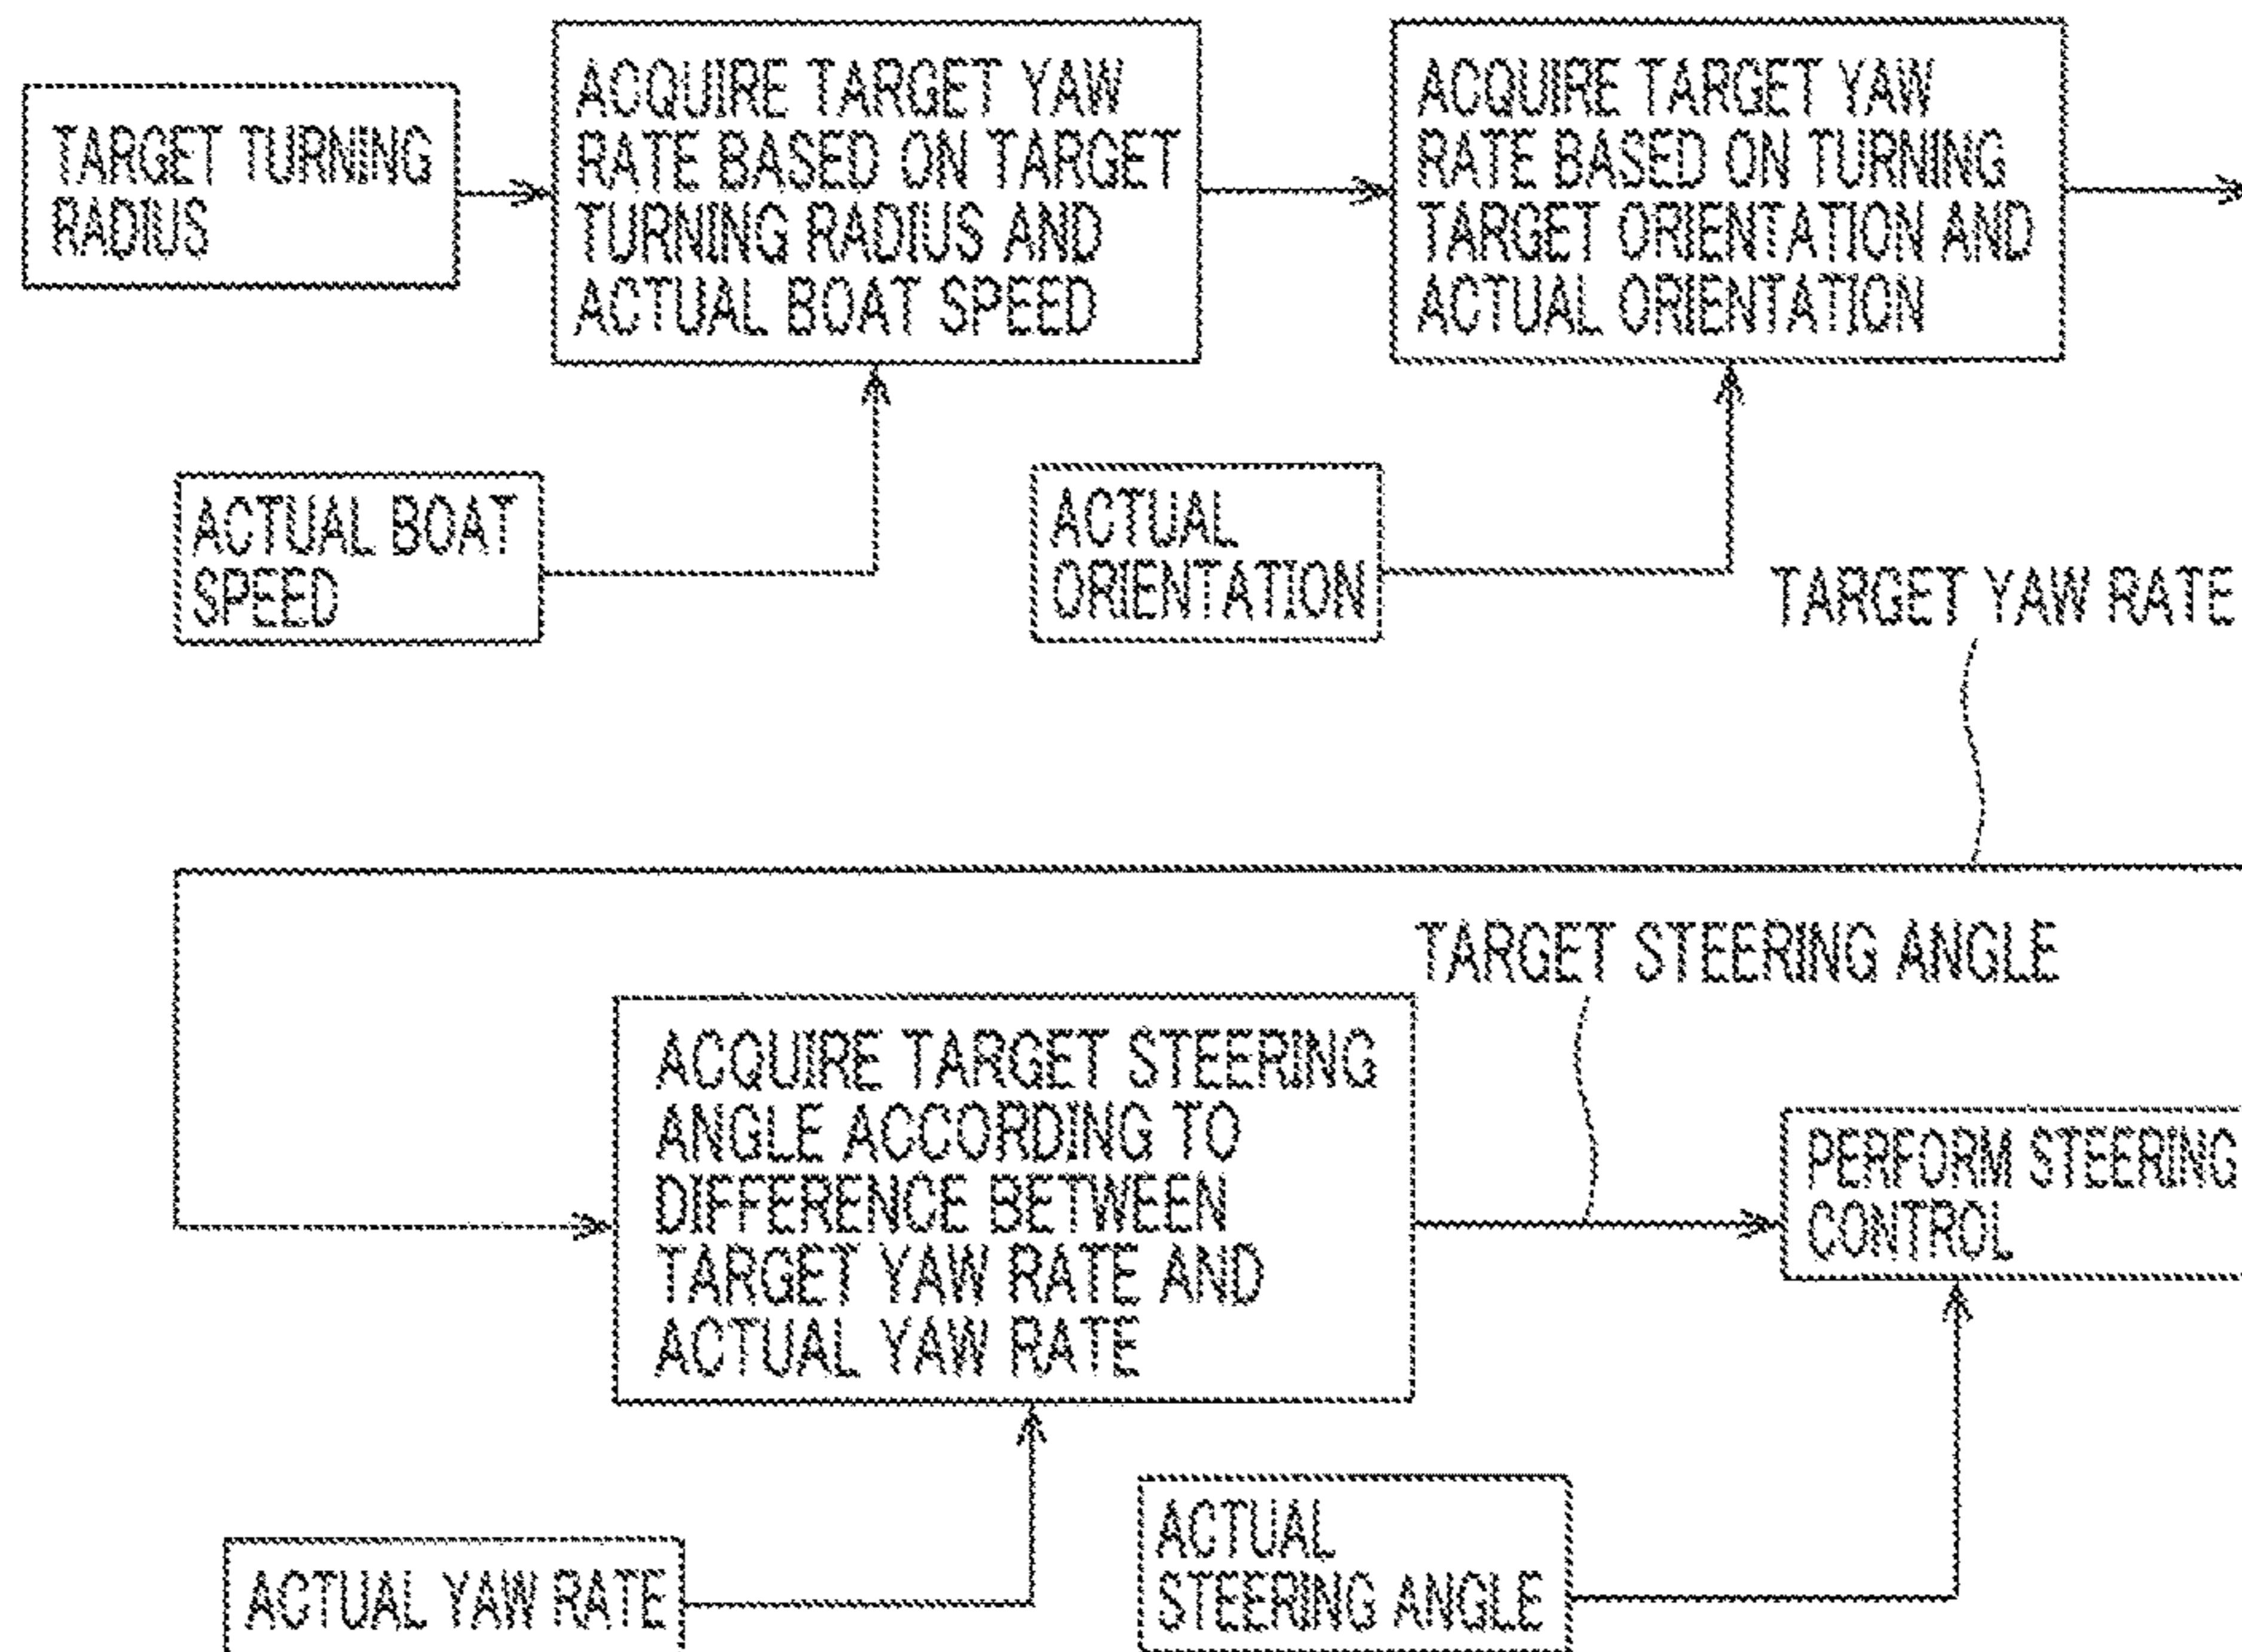 TARGET TURNING
RADIUS
ACQUIRE TARGET YAW
RATE BASED ON TARGET
TURNING RADIUS AND
ACTUAL BOAT SPEED
ACQUIRE TARGET YAW
RATE BASED ON TURNING
TARGET ORIENTATION AND
ACTUAL ORIENTATION
ACTUAL BOAT
SPEED
ACTUAL
ORIENTATION
TARGET YAW RATE
TARGET STEERING ANGLE
ACQUIRE TARGET STEERING
ANGLE ACCORDING TO
DIFFERENCE BETWEEN
TARGET YAW RATE AND
ACTUAL YAW RATE
PERFORM STEERING
CONTROL
ACTUAL YAW RATE
ACTUAL
STEERING ANGLE